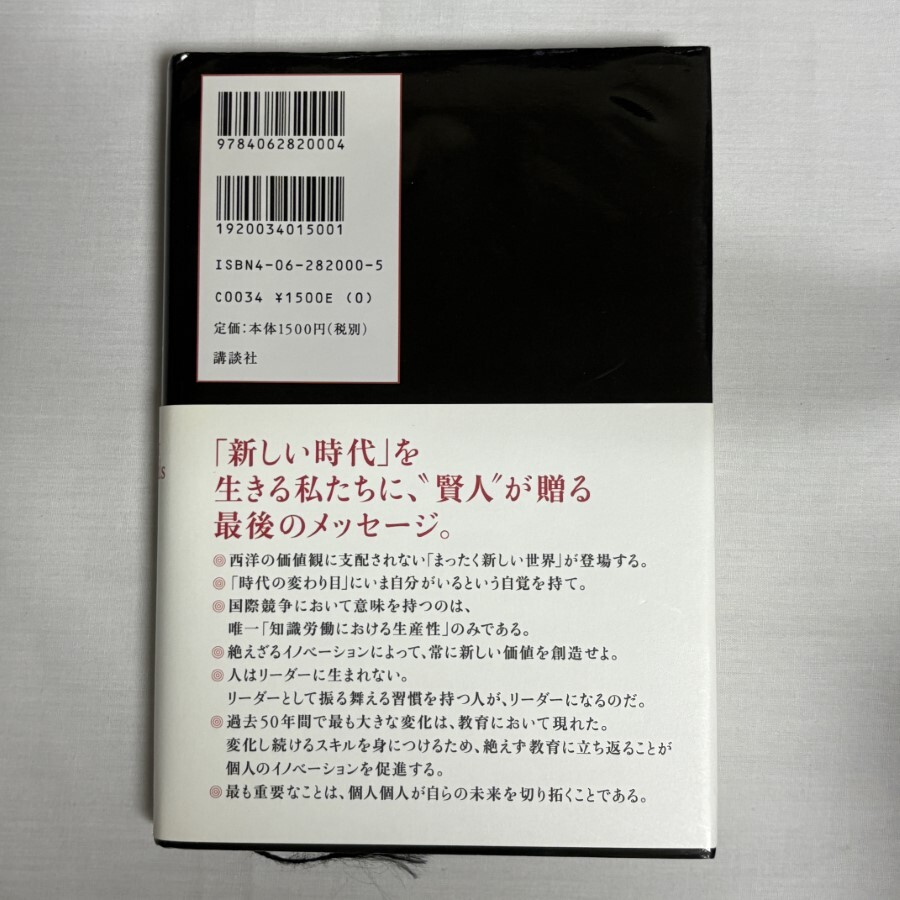 9784062820004
1920034015001
ISBN4-06-282000-5
C0034 ¥1500E (0)
定価：本体1500円（税別）
講談社
「新しい時代」を
生きる私たちに、〝賢人〟が贈る
最後のメッセージ。
西洋の価値観に支配されない「まったく新しい世界」が登場する。
「時代の変わり目」にいま自分がいるという自覚を持て。
国際競争において意味を持つのは、
唯一「知識労働における生産性」のみである。
絶えざるイノベーションによって、常に新しい価値を創造せよ。
人はリーダーに生まれない。
リーダーとして振る舞える習慣を持つ人が、リーダーになるのだ。
過去50年間で最も大きな変化は、教育において現れた。
変化し続けるスキルを身につけるため、絶えず教育に立ち返ることが
個人のイノベーションを促進する。
最も重要なことは、個人個人が自らの未来を切り拓くことである。